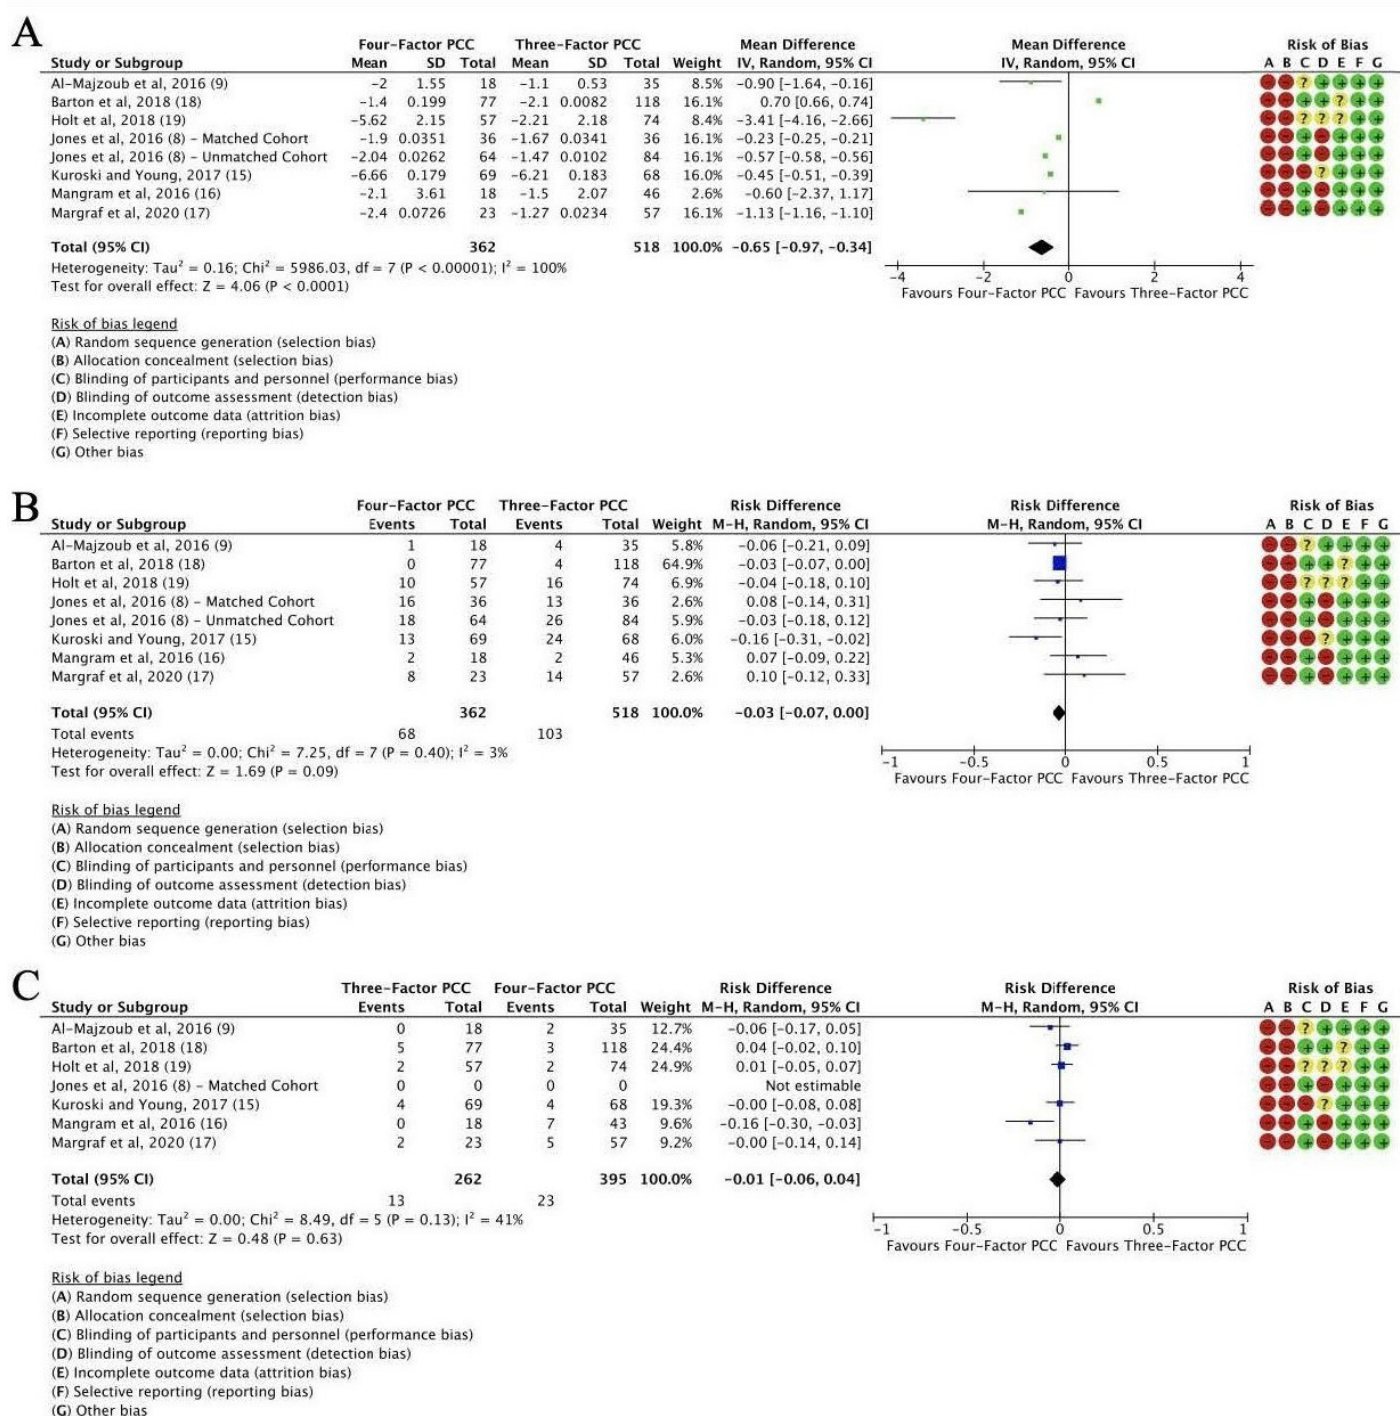 A
Four-Factor PCC Three-Factor PCC Mean Difference Mean Difference Risk of Bias
Study or Subgroup Mean SD Total Mean SD Total Weight IV, Random, 95% CI IV, Random, 95% CI A B C D E F G
Al-Majzoub et al, 2016 (9) -2 1.55 18 -1.1 0.53 35 8.5% -0.90 [-1.64, -0.16] - - ? + + + +
Barton et al, 2018 (18) -1.4 0.199 77 -2.1 0.0082 118 16.1% 0.70 [0.66, 0.74] - - + + ? + +
Holt et al, 2018 (19) -5.62 2.15 57 -2.21 2.18 74 8.4% -3.41 [-4.16, -2.66] - - ? ? ? + +
Jones et al, 2016 (8) - Matched Cohort -1.9 0.0351 36 -1.67 0.0341 36 16.1% -0.23 [-0.25, -0.21] - - + - + + +
Jones et al, 2016 (8) - Unmatched Cohort -2.04 0.0262 64 -1.47 0.0102 84 16.1% -0.57 [-0.58, -0.56] - - + - + + +
Kuroski and Young, 2017 (15) -6.66 0.179 69 -6.21 0.183 68 16.0% -0.45 [-0.51, -0.39] - - - ? + + +
Mangram et al, 2016 (16) -2.1 3.61 18 -1.5 2.07 46 2.6% -0.60 [-2.37, 1.17] - - + - + + +
Margraf et al, 2020 (17) -2.4 0.0726 23 -1.27 0.0234 57 16.1% -1.13 [-1.16, -1.10] - - + - + + +
Total (95% CI) 362 518 100.0% -0.65 [-0.97, -0.34]
Heterogeneity: Tau² = 0.16; Chi² = 5986.03, df = 7 (P < 0.00001); I² = 100%
Test for overall effect: Z = 4.06 (P < 0.0001)
-4 -2 0 2 4
Favours Four-Factor PCC Favours Three-Factor PCC
Risk of bias legend
(A) Random sequence generation (selection bias)
(B) Allocation concealment (selection bias)
(C) Blinding of participants and personnel (performance bias)
(D) Blinding of outcome assessment (detection bias)
(E) Incomplete outcome data (attrition bias)
(F) Selective reporting (reporting bias)
(G) Other bias
B
Four-Factor PCC Three-Factor PCC Risk Difference Risk Difference Risk of Bias
Study or Subgroup Events Total Events Total Weight M-H, Random, 95% CI M-H, Random, 95% CI A B C D E F G
Al-Majzoub et al, 2016 (9) 1 18 4 35 5.8% -0.06 [-0.21, 0.09] - - ? + + + +
Barton et al, 2018 (18) 0 77 4 118 64.9% -0.03 [-0.07, 0.00] - - + + ? + +
Holt et al, 2018 (19) 10 57 16 74 6.9% -0.04 [-0.18, 0.10] - - ? ? ? + +
Jones et al, 2016 (8) - Matched Cohort 16 36 13 36 2.6% 0.08 [-0.14, 0.31] - - + - + + +
Jones et al, 2016 (8) - Unmatched Cohort 18 64 26 84 5.9% -0.03 [-0.18, 0.12] - - + - + + +
Kuroski and Young, 2017 (15) 13 69 24 68 6.0% -0.16 [-0.31, -0.02] - - - ? + + +
Mangram et al, 2016 (16) 2 18 2 46 5.3% 0.07 [-0.09, 0.22] - - + - + + +
Margraf et al, 2020 (17) 8 23 14 57 2.6% 0.10 [-0.12, 0.33] - - + - + + +
Total (95% CI) 362 518 100.0% -0.03 [-0.07, 0.00]
Total events 68 103
Heterogeneity: Tau² = 0.00; Chi² = 7.25, df = 7 (P = 0.40); I² = 3%
Test for overall effect: Z = 1.69 (P = 0.09)
-1 -0.5 0 0.5 1
Favours Four-Factor PCC Favours Three-Factor PCC
Risk of bias legend
(A) Random sequence generation (selection bias)
(B) Allocation concealment (selection bias)
(C) Blinding of participants and personnel (performance bias)
(D) Blinding of outcome assessment (detection bias)
(E) Incomplete outcome data (attrition bias)
(F) Selective reporting (reporting bias)
(G) Other bias
C
Three-Factor PCC Four-Factor PCC Risk Difference Risk Difference Risk of Bias
Study or Subgroup Events Total Events Total Weight M-H, Random, 95% CI M-H, Random, 95% CI A B C D E F G
Al-Majzoub et al, 2016 (9) 0 18 2 35 12.7% -0.06 [-0.17, 0.05] - - ? + + + +
Barton et al, 2018 (18) 5 77 3 118 24.4% 0.04 [-0.02, 0.10] - - + + ? + +
Holt et al, 2018 (19) 2 57 2 74 24.9% 0.01 [-0.05, 0.07] - - ? ? ? + +
Jones et al, 2016 (8) - Matched Cohort 0 0 0 0 Not estimable - - + - + + +
Kuroski and Young, 2017 (15) 4 69 4 68 19.3% -0.00 [-0.08, 0.08] - - - ? + + +
Mangram et al, 2016 (16) 0 18 7 43 9.6% -0.16 [-0.30, -0.03] - - + - + + +
Margraf et al, 2020 (17) 2 23 5 57 9.2% -0.00 [-0.14, 0.14] - - + - + + +
Total (95% CI) 262 395 100.0% -0.01 [-0.06, 0.04]
Total events 13 23
Heterogeneity: Tau² = 0.00; Chi² = 8.49, df = 5 (P = 0.13); I² = 41%
Test for overall effect: Z = 0.48 (P = 0.63)
-1 -0.5 0 0.5 1
Favours Four-Factor PCC Favours Three-Factor PCC
Risk of bias legend
(A) Random sequence generation (selection bias)
(B) Allocation concealment (selection bias)
(C) Blinding of participants and personnel (performance bias)
(D) Blinding of outcome assessment (detection bias)
(E) Incomplete outcome data (attrition bias)
(F) Selective reporting (reporting bias)
(G) Other bias